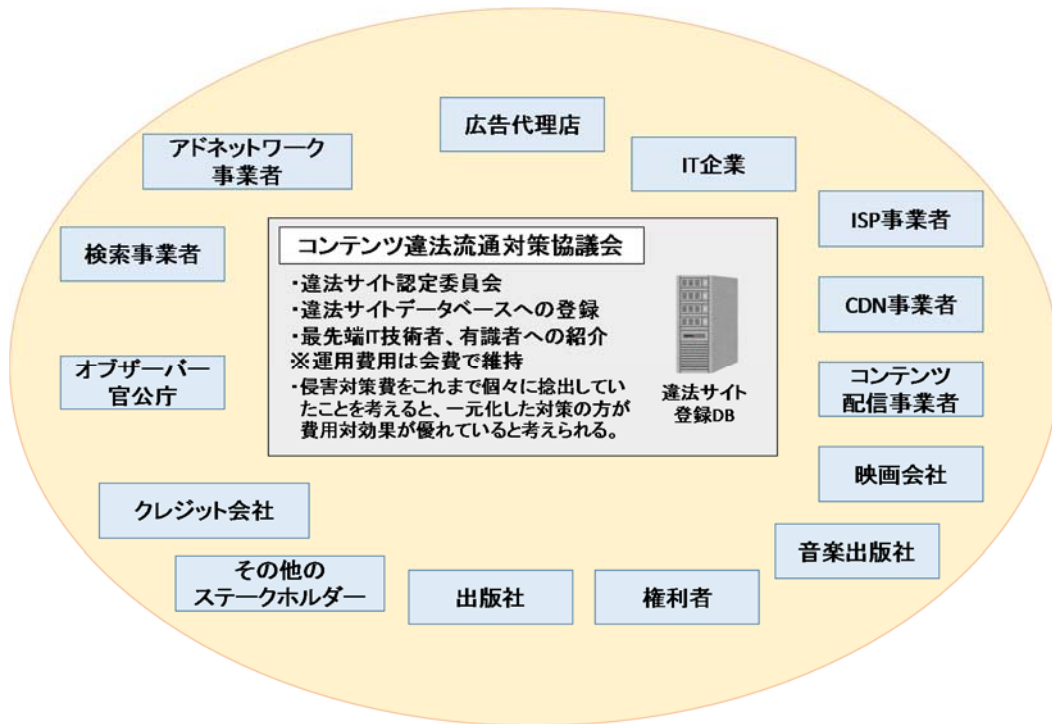 広告代理店
アドネットワーク
事業者
IT企業
ISP事業者
検索事業者
コンテンツ違法流通対策協議会
・違法サイト認定委員会
・違法サイトデータベースへの登録
・最先端IT技術者、有識者への紹介
※運用費用は会費で維持
・侵害対策費をこれまで個々に捻出してい
たことを考えると、一元化した対策の方が
費用対効果が優れていると考えられる。
違法サイト
登録DB
CDN事業者
オブザーバー
官公庁
コンテンツ
配信事業者
映画会社
クレジット会社
音楽出版社
その他の
ステークホルダー
出版社
権利者